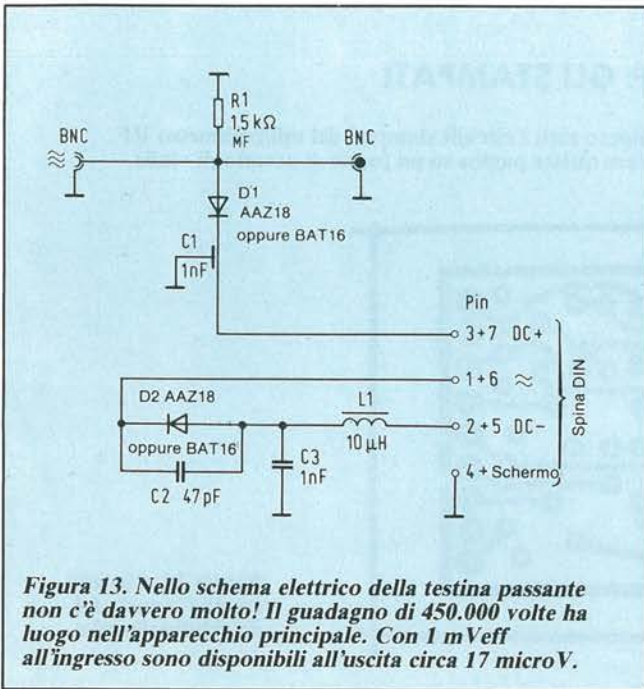 R1
1,5 kΩ
MF
BNC
BNC
≈
D1
AAZ18
oppure BAT16
C1
1nF
Pin
3+7 DC+
1+6 ≈
D2 AAZ18
L1
2+5 DC-
oppure BAT16
10 µH
C3
1nF
4 + Schermo
C2 47pF
Spina DIN
Figura 13. Nello schema elettrico della testina passante
non c'è davvero molto! Il guadagno di 450.000 volte ha
luogo nell'apparecchio principale. Con 1 mVeff
all'ingresso sono disponibili all'uscita circa 17 microV.